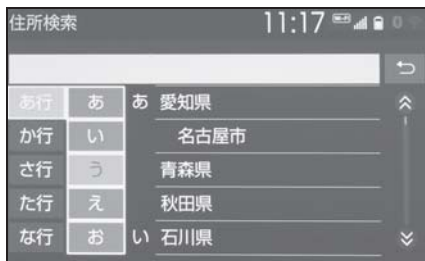 住所検索 11:17
あ行 あ あ 愛知県
か行 い 名古屋市
さ行 う 青森県
た行 え 秋田県
な行 お い 石川県